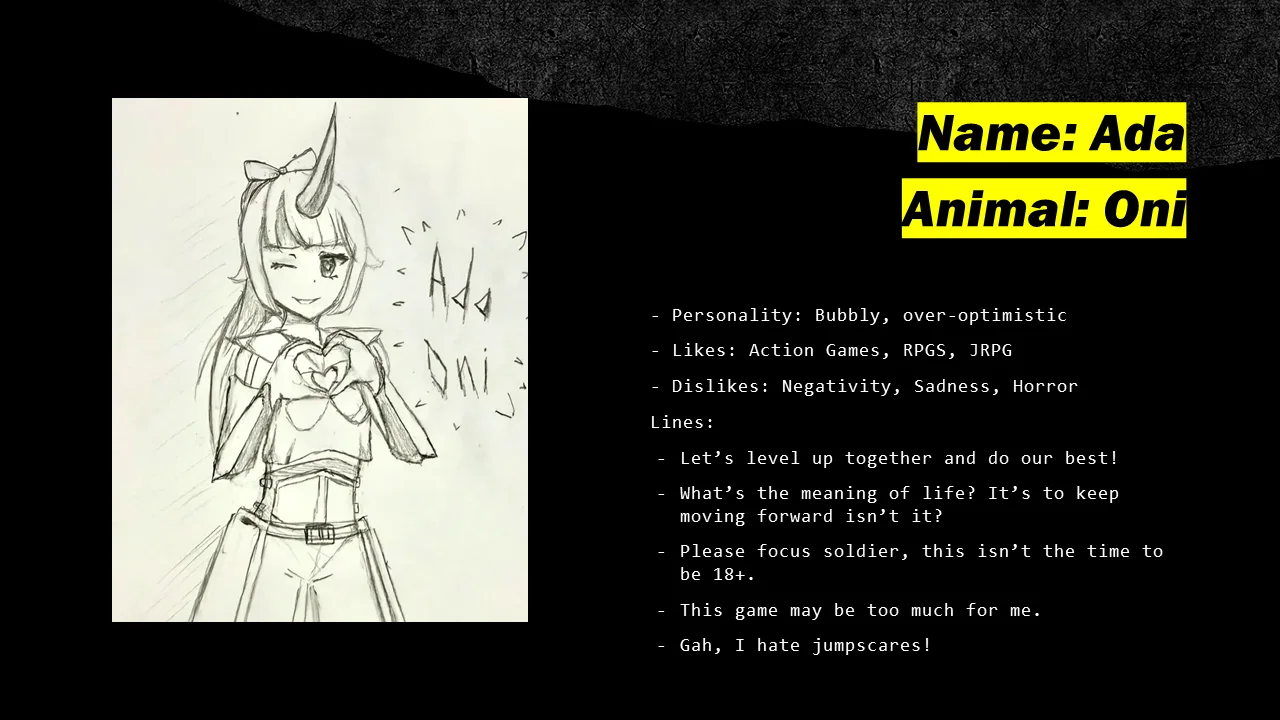 Name: Ada
Animal: Oni
Ada
Oni
- Personality: Bubbly, over-optimistic
- Likes: Action Games, RPGS, JRPG
- Dislikes: Negativity, Sadness, Horror
Lines:
- Let’s level up together and do our best!
- What’s the meaning of life? It’s to keep
moving forward isn’t it?
- Please focus soldier, this isn’t the time to
be 18+.
- This game may be too much for me.
- Gah, I hate jumpscares!